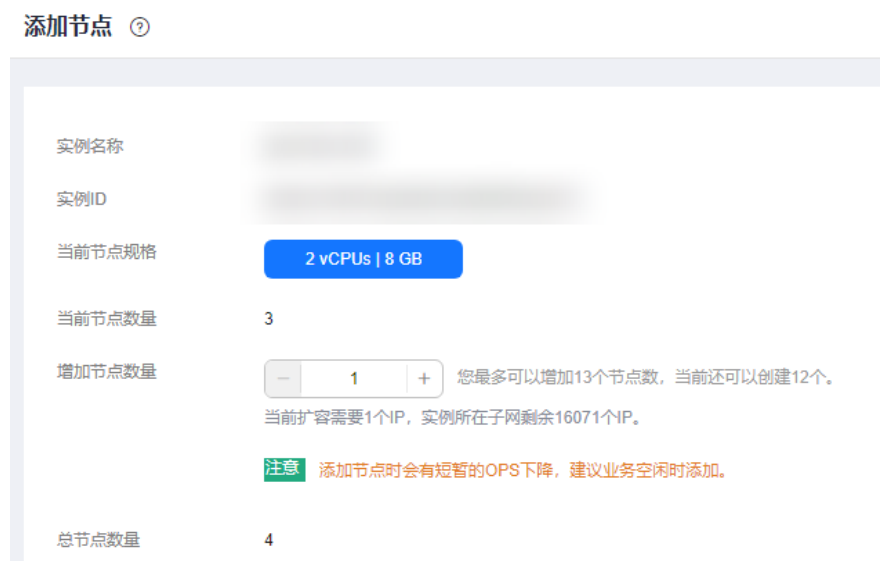 添加节点 ?
实例名称
实例ID
当前节点规格 2 vCPUs | 8 GB
当前节点数量 3
增加节点数量 − 1 + 您最多可以增加13个节点数，当前还可以创建12个。
当前扩容需要1个IP，实例所在子网剩余16071个IP。
注意 添加节点时会有短暂的OPS下降，建议业务空闲时添加。
总节点数量 4